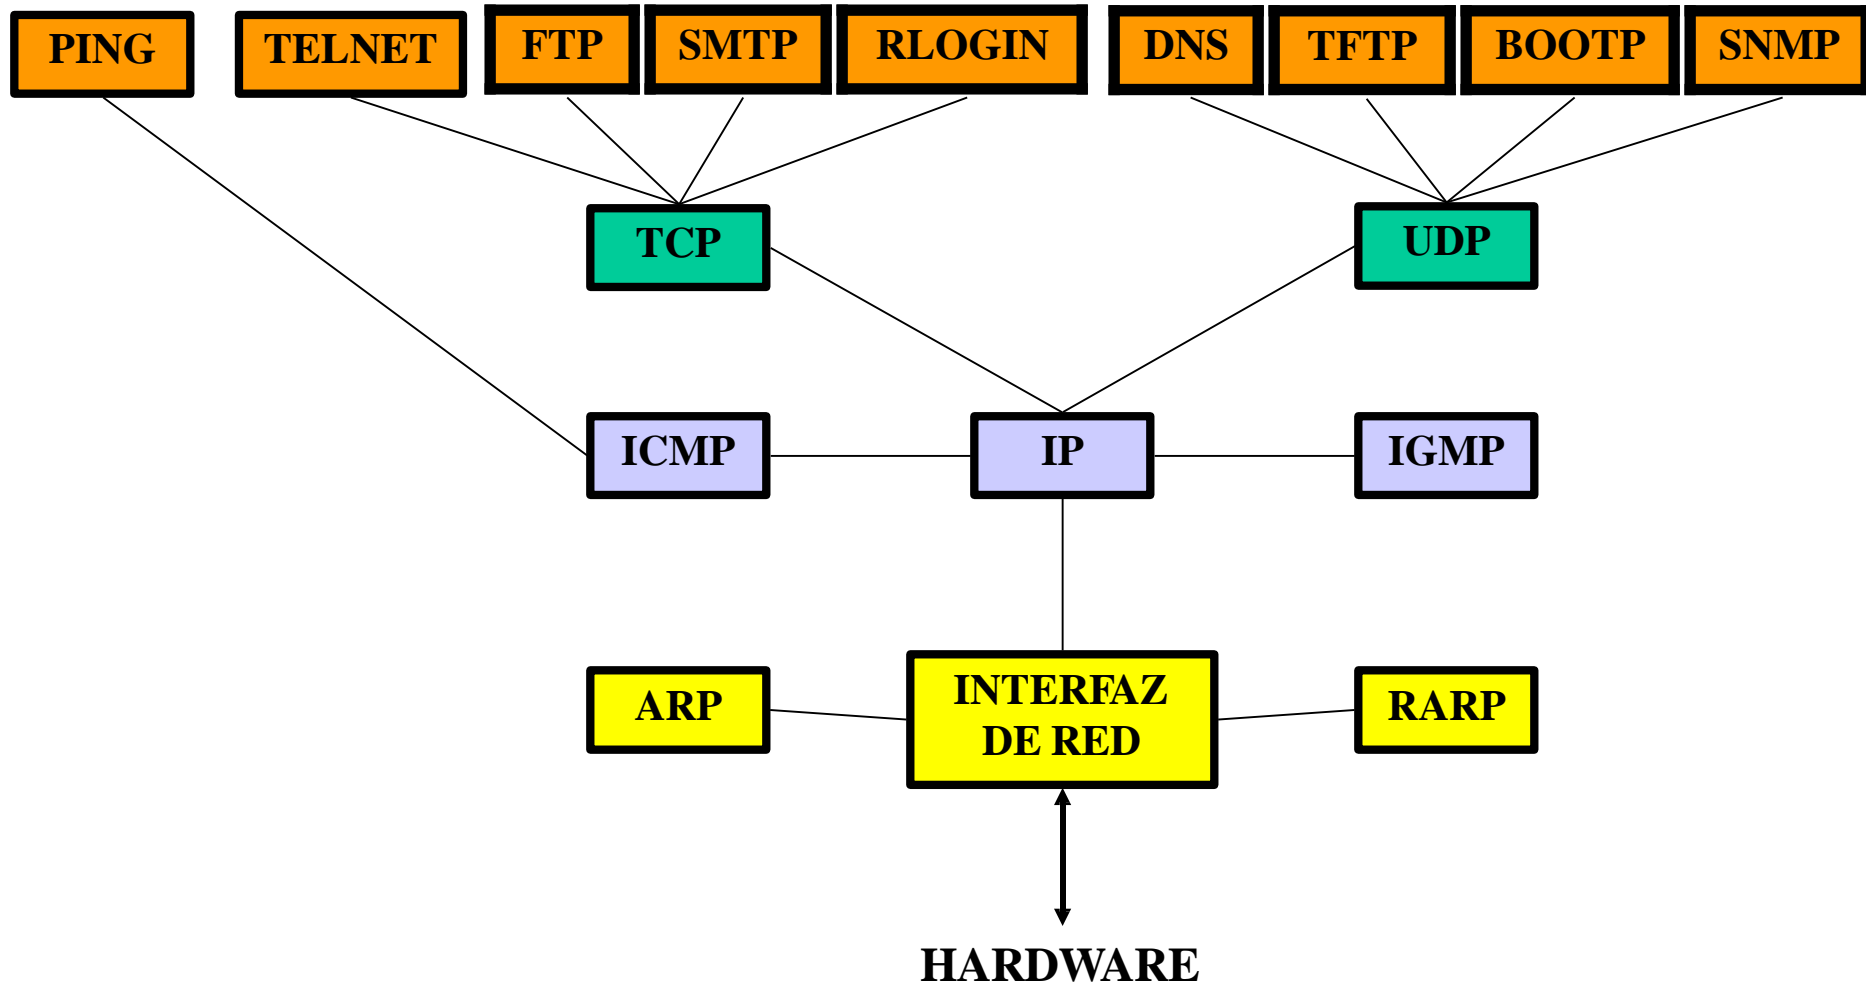 PING
TELNET
FTP
SMTP
RLOGIN
DNS
TFTP
BOOTP
SNMP
TCP
UDP
ICMP
IP
IGMP
ARP
INTERFAZ
DE RED
RARP
HARDWARE